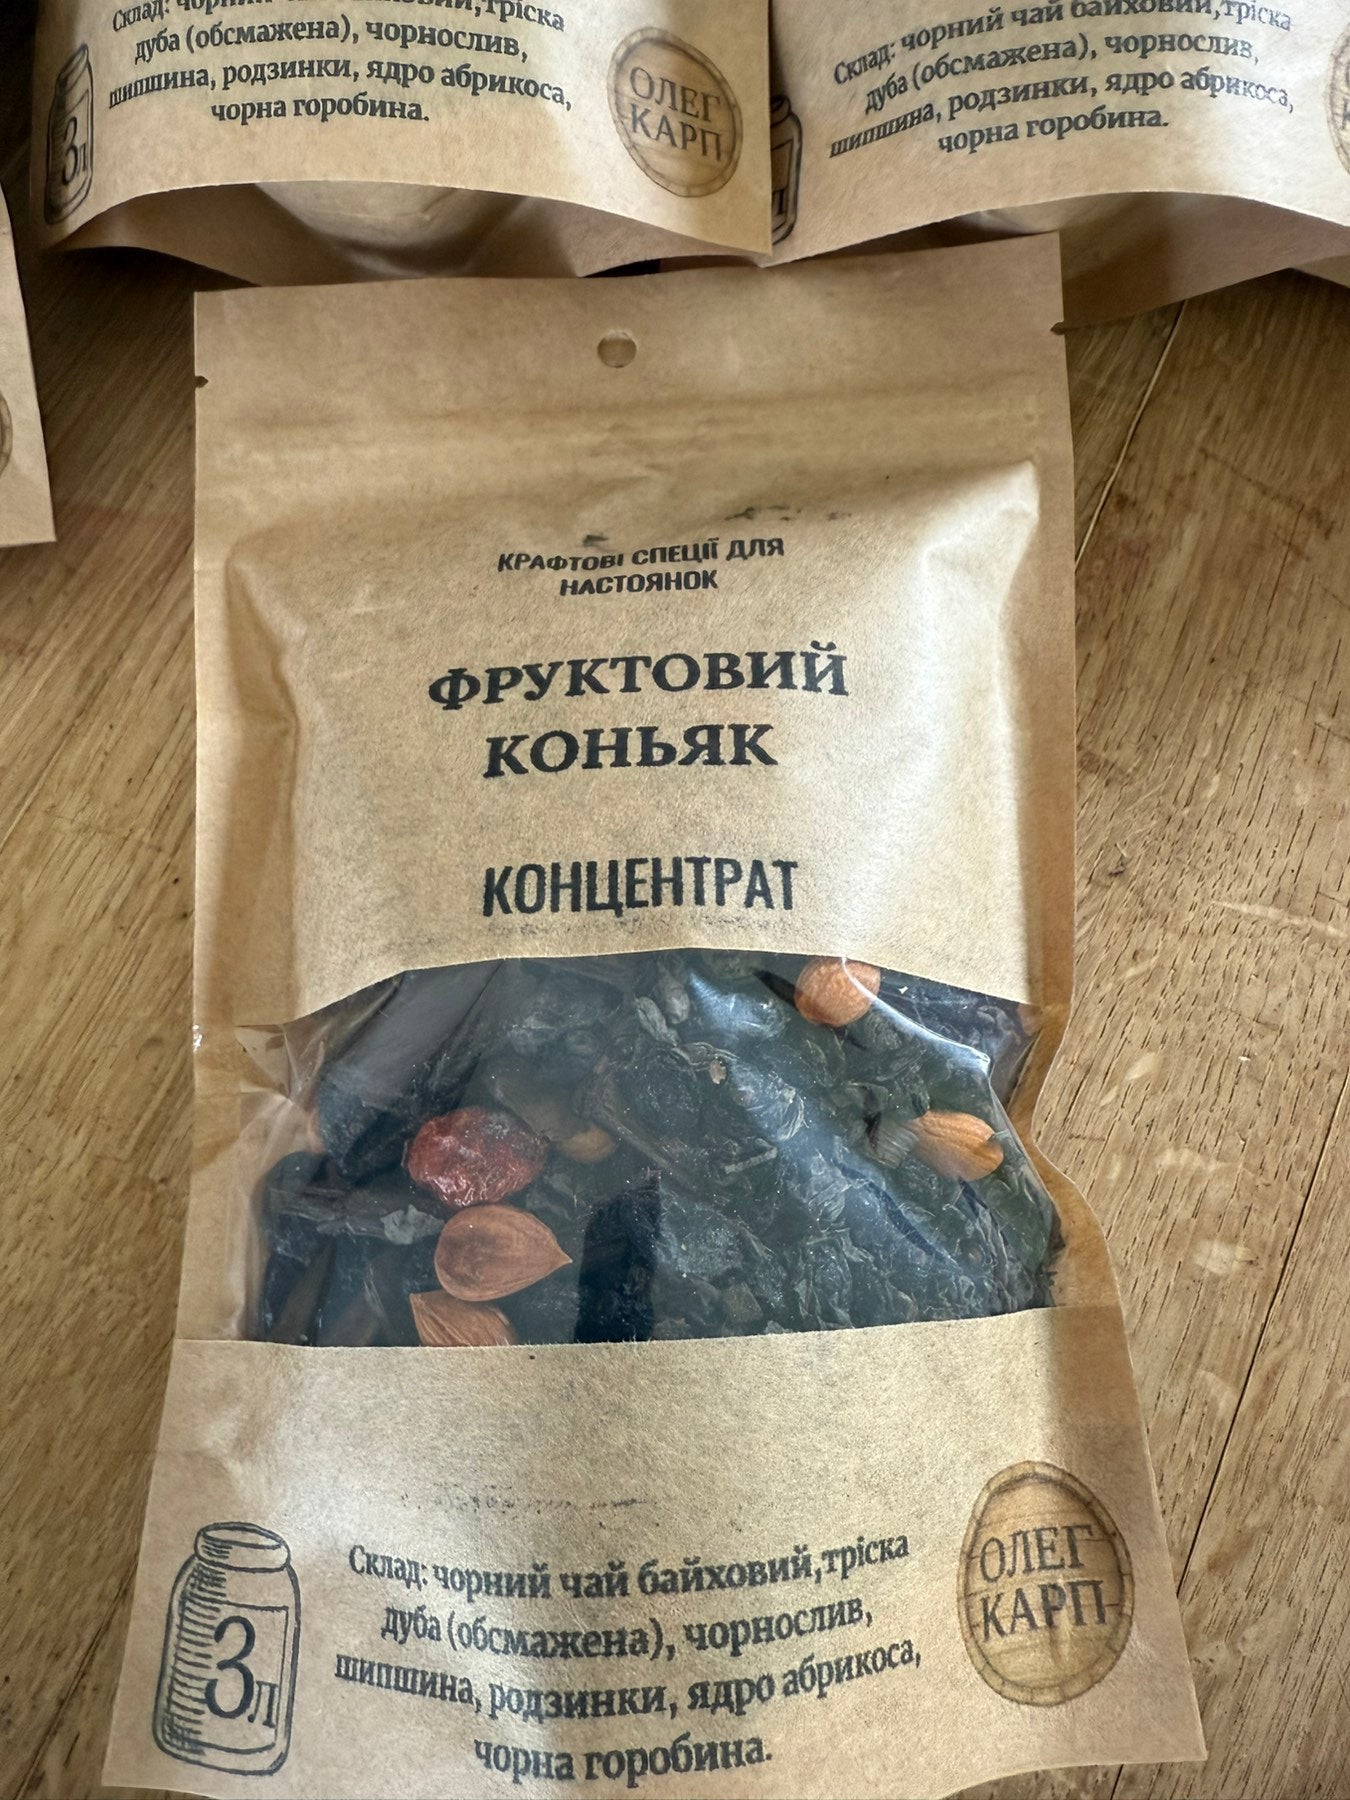 Склад: чорний чай байховий,тріска
дуба (обсмажена), чорнослив,
шипшина, родзинки, ядро абрикоса,
чорна горобина.
3л
ОЛЕГ
КАРП
Склад: чорний чай байховий,тріска
дуба (обсмажена), чорнослив,
шипшина, родзинки, ядро абрикоса,
чорна горобина.
КРАФТОВІ СПЕЦІЇ ДЛЯ
НАСТОЯНОК
ФРУКТОВИЙ
КОНЬЯК
КОНЦЕНТРАТ
3л
Склад: чорний чай байховий,тріска
дуба (обсмажена), чорнослив,
шипшина, родзинки, ядро абрикоса,
чорна горобина.
ОЛЕГ
КАРП